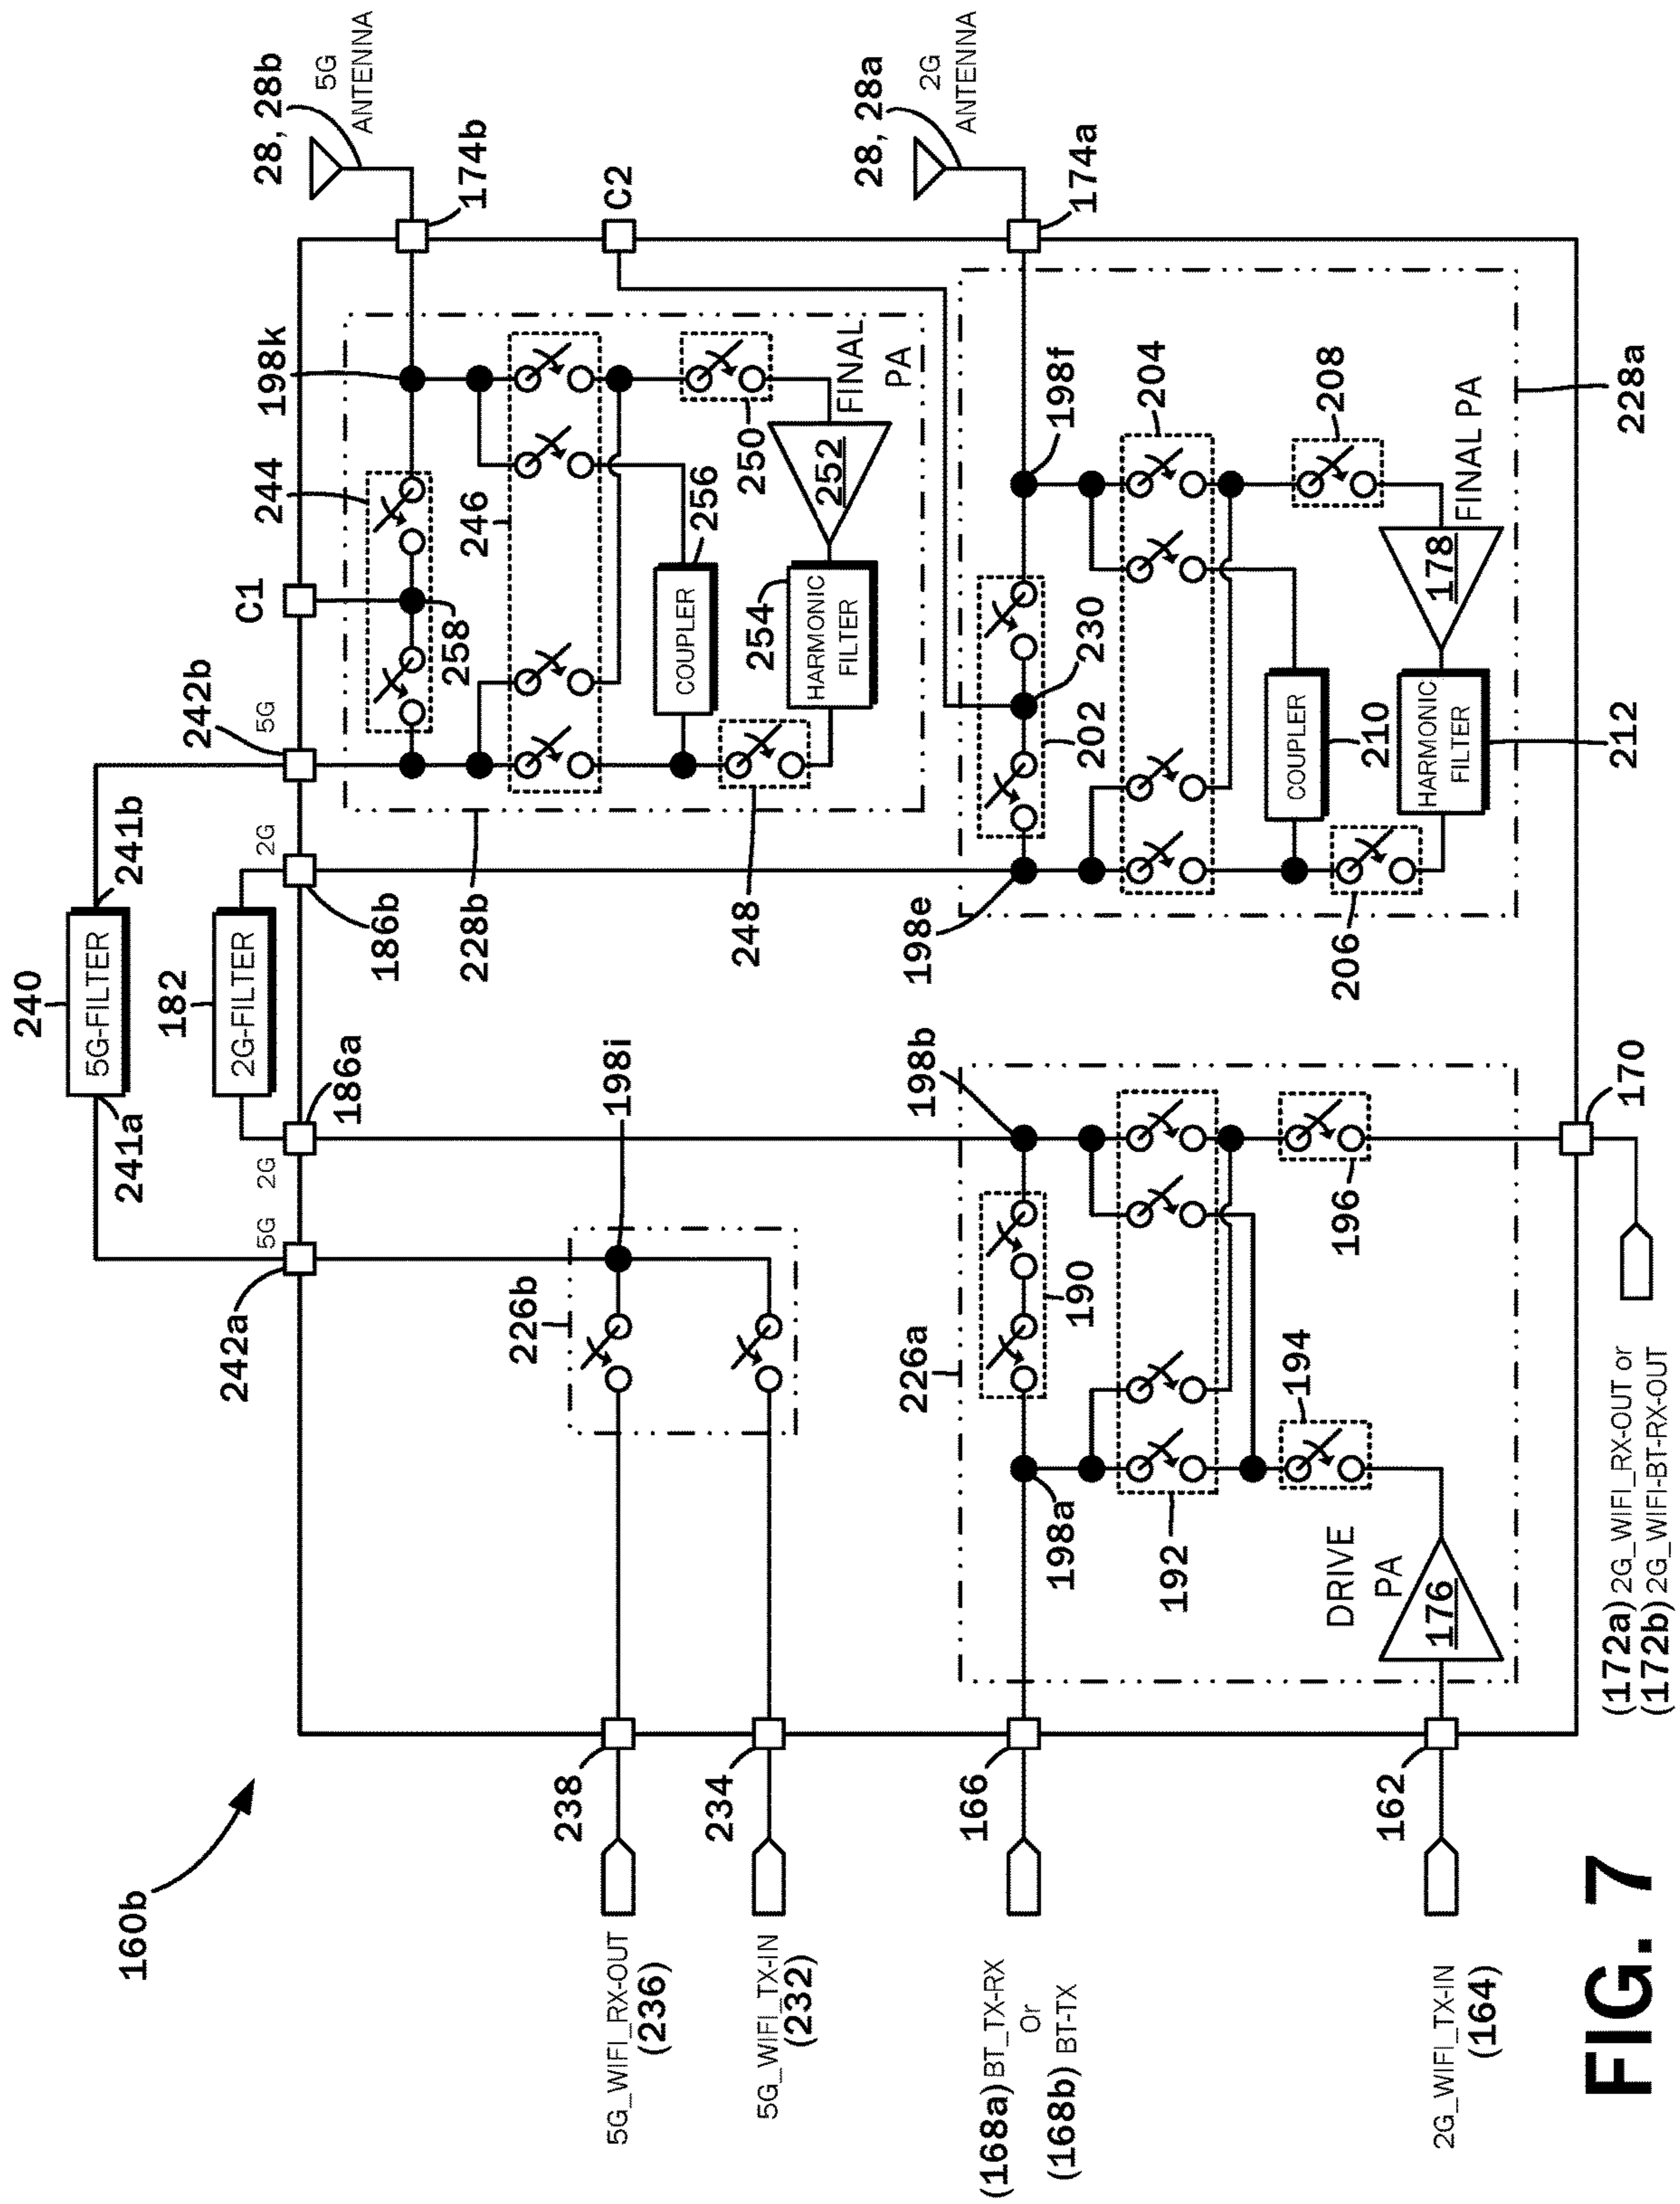 160b
240
5G-FILTER
241a
241b
182
2G-FILTER
242a
5G
2G
186a
186b
2G
5G
242b
C1
244
198k
28, 28b
5G
ANTENNA
174b
C2
28, 28a
2G
ANTENNA
174a
198i
226b
228b
258
246
COUPLER
256
248
250
254
HARMONIC
FILTER
252
FINAL
PA
238
5G_WIFI_RX-OUT
(236)
234
5G_WIFI_TX-IN
(232)
166
(168a) BT_TX-RX
Or
(168b) BT-TX
162
2G_WIFI_TX-IN
(164)
226a
198a
198b
190
192
194
196
DRIVE
PA
176
198e
198f
202
230
204
206
208
COUPLER
210
HARMONIC
FILTER
212
178
FINAL PA
228a
170
(172a) 2G_WIFI_RX-OUT or
(172b) 2G_WIFI-BT-RX-OUT
FIG. 7